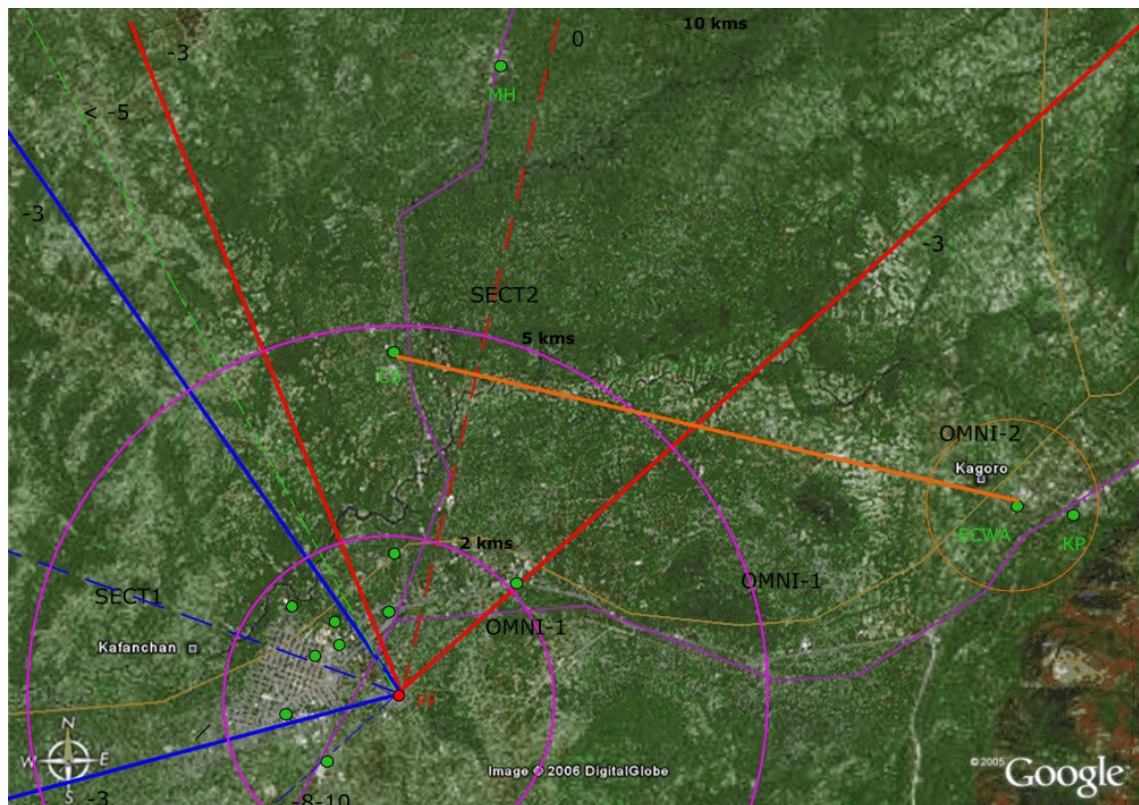 10 kms
-3
0
MH
< -5
-3
-3
SECT2
5 kms
CS
OMNI-2
Kagoro
2 kms
ECWA
KP
SECT1
OMNI-1
OMNI-1
Kafanchan
FP
N
W E
S
-3
-8-10
Image © 2006 DigitalGlobe
©2005 Google